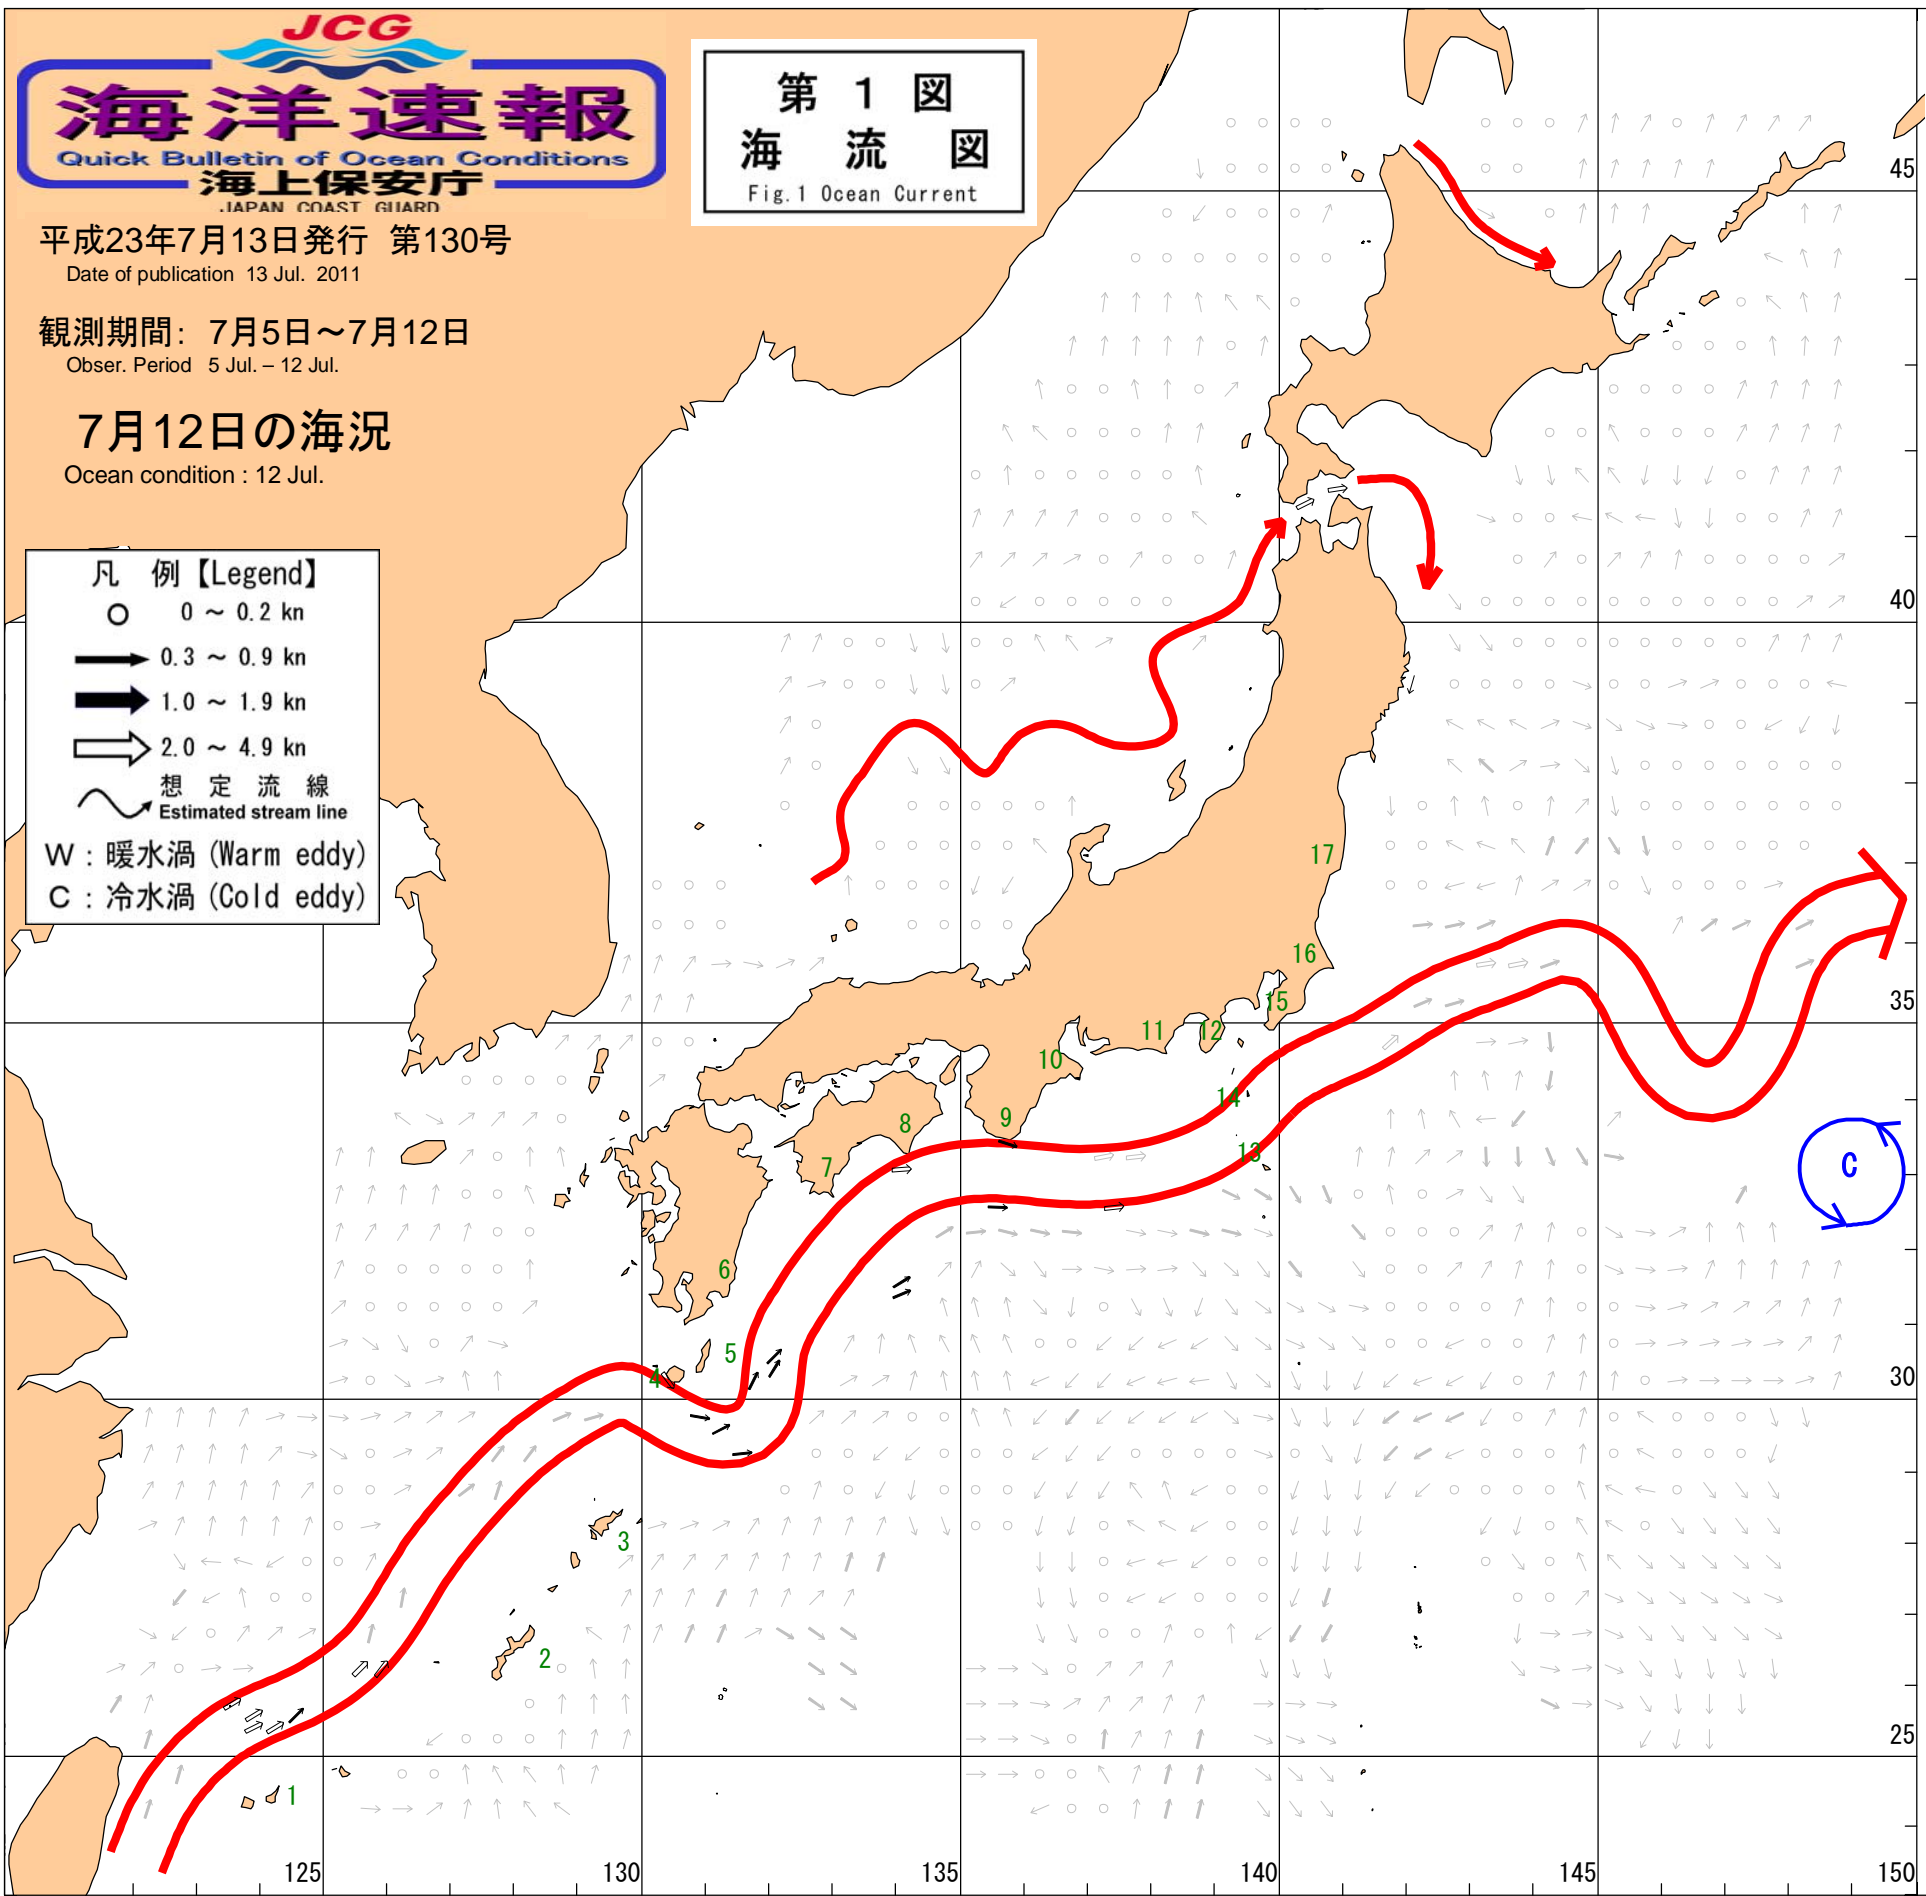 JCG
海洋速報
Quick Bulletin of Ocean Conditions
海上保安庁
JAPAN COAST GUARD
第 1 図
海 流 図
Fig.1 Ocean Current
平成23年7月13日発行 第130号
Date of publication 13 Jul. 2011
観測期間: 7月5日～7月12日
Obser. Period 5 Jul. – 12 Jul.
7月12日の海況
Ocean condition : 12 Jul.
凡 例【Legend】
0 ～ 0.2 kn
0.3 ～ 0.9 kn
1.0 ～ 1.9 kn
2.0 ～ 4.9 kn
想 定 流 線
Estimated stream line
W : 暖水渦 (Warm eddy)
C : 冷水渦 (Cold eddy)
45
40
17
16
35
15
12
11
10
14
9
8
13
7
C
6
5
4
30
3
2
25
1
125
130
135
140
145
150